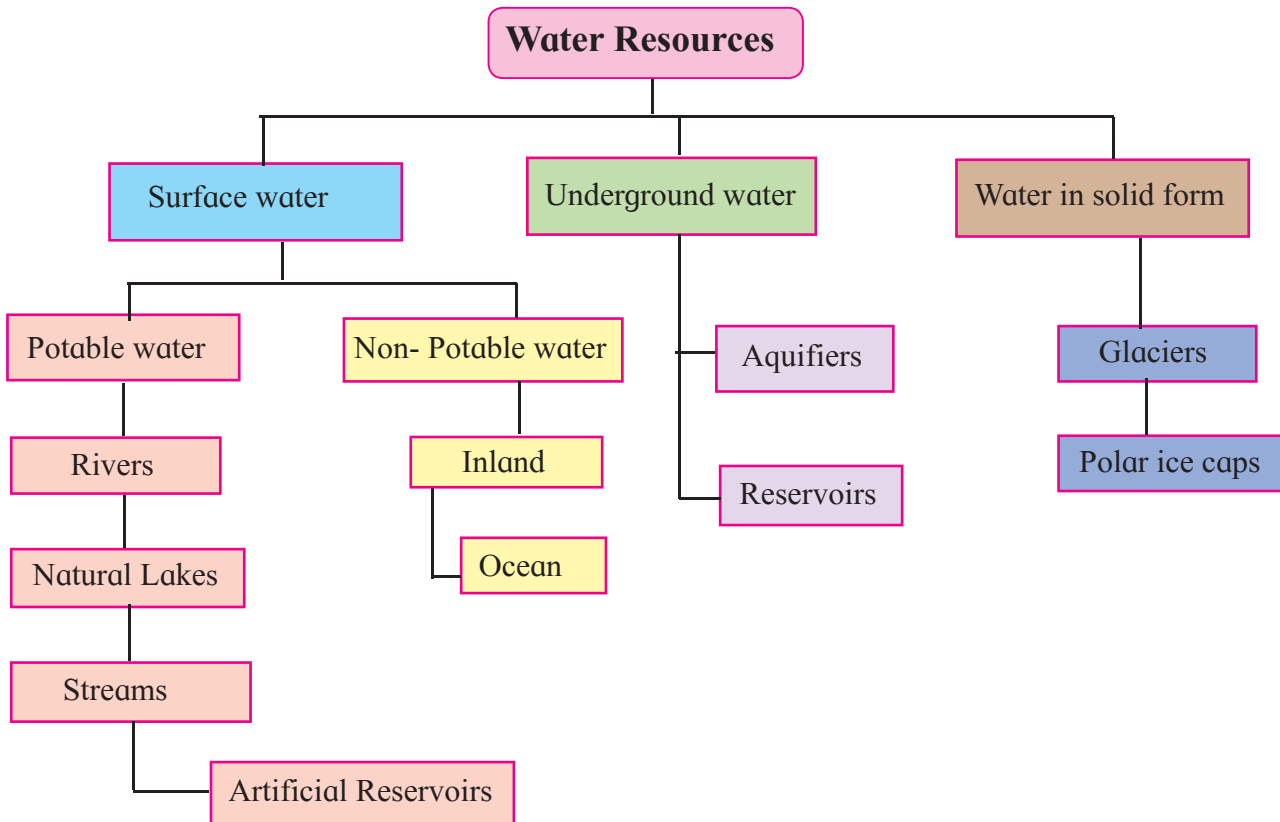 Water Resources
Surface water
Underground water
Water in solid form
Potable water
Non- Potable water
Aquifiers
Glaciers
Rivers
Inland
Reservoirs
Polar ice caps
Natural Lakes
Ocean
Streams
Artificial Reservoirs